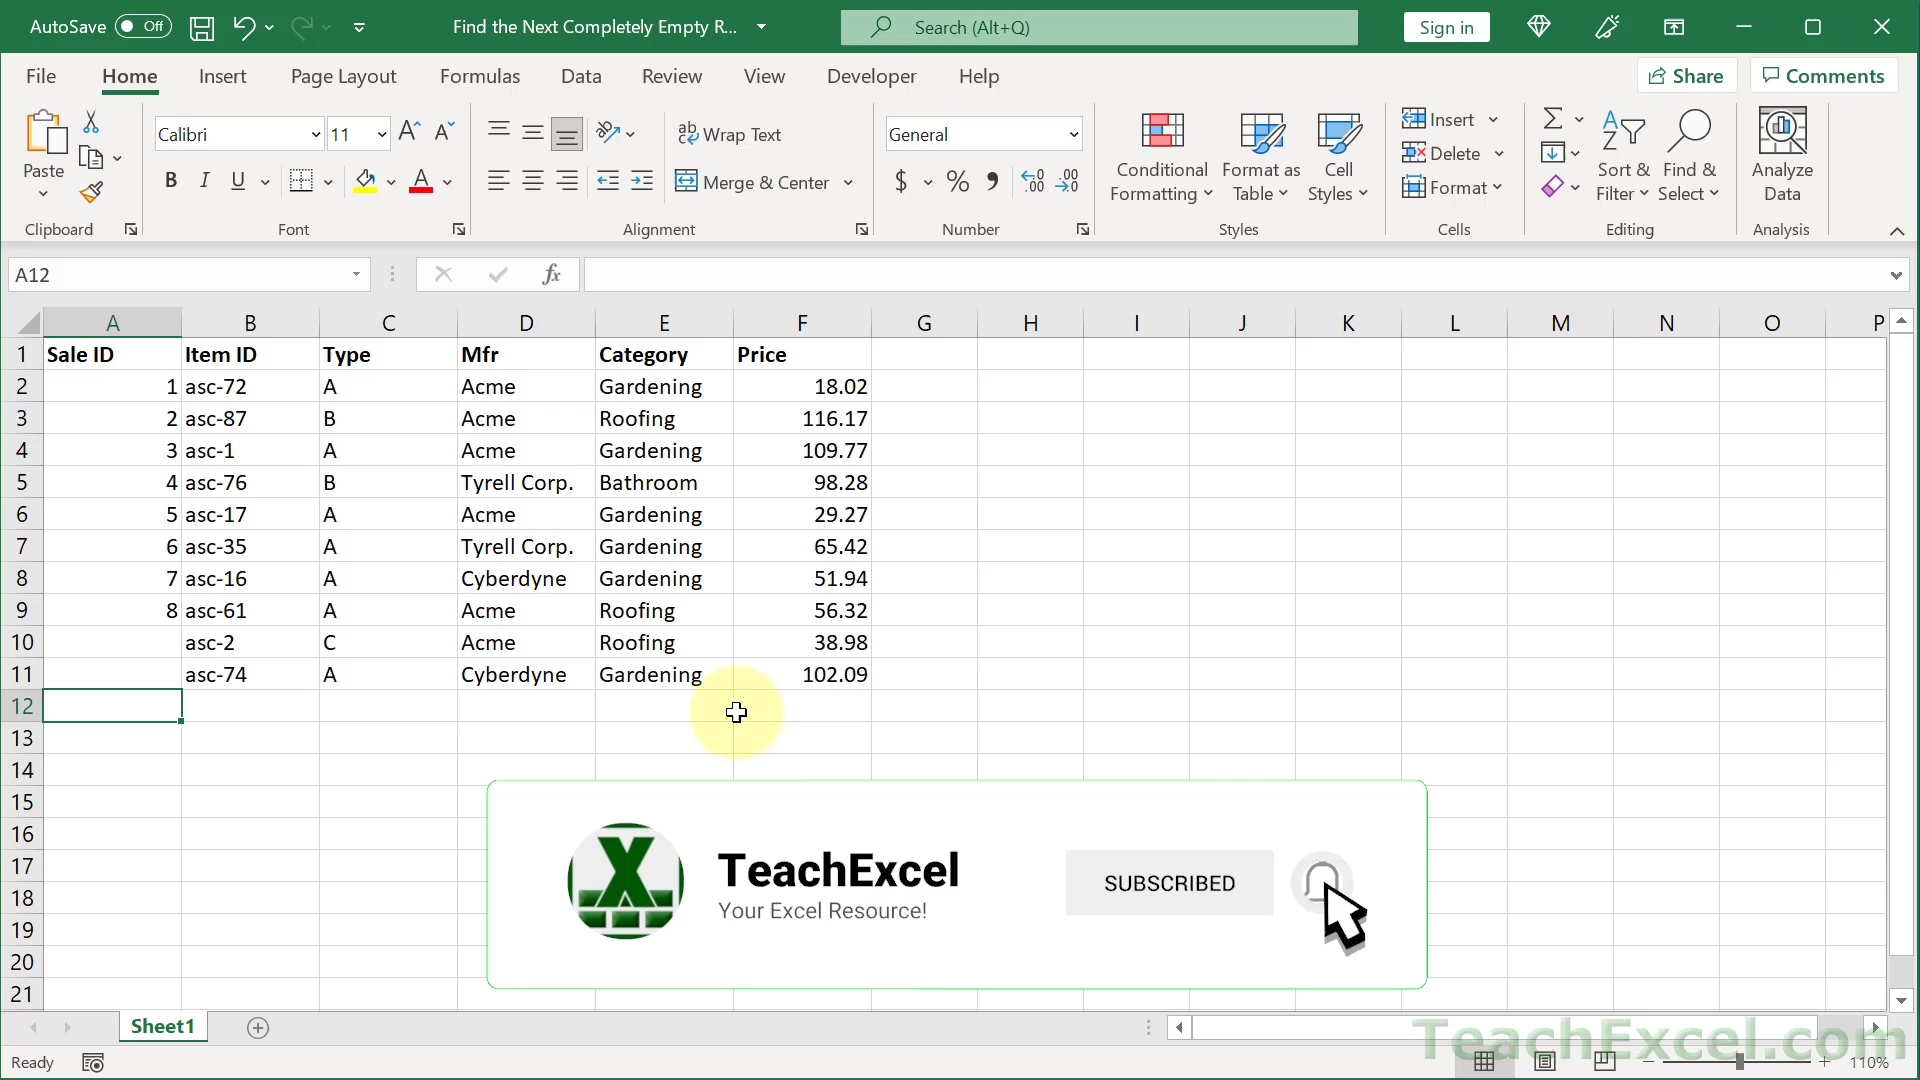 AutoSave Off Find the Next Completely Empty R... Search (Alt+Q) Sign in
File Home Insert Page Layout Formulas Data Review View Developer Help Share Comments
Calibri 11 A A ab Wrap Text General Insert
Paste B I U A Merge & Center $ % Conditional Formatting Format as Table Cell Styles Delete Format Sort & Filter Find & Select Analyze Data
Clipboard Font Alignment Number Styles Cells Editing Analysis
A12 fx
A B C D E F G H I J K L M N O P
1 Sale ID Item ID Type Mfr Category Price
2 1 asc-72 A Acme Gardening 18.02
3 2 asc-87 B Acme Roofing 116.17
4 3 asc-1 A Acme Gardening 109.77
5 4 asc-76 B Tyrell Corp. Bathroom 98.28
6 5 asc-17 A Acme Gardening 29.27
7 6 asc-35 A Tyrell Corp. Gardening 65.42
8 7 asc-16 A Cyberdyne Gardening 51.94
9 8 asc-61 A Acme Roofing 56.32
10 asc-2 C Acme Roofing 38.98
11 asc-74 A Cyberdyne Gardening 102.09
12
13
14
15
16
17
18
19
20
21
TeachExcel
Your Excel Resource!
SUBSCRIBED
Sheet1
TeachExcel.com
Ready 110%